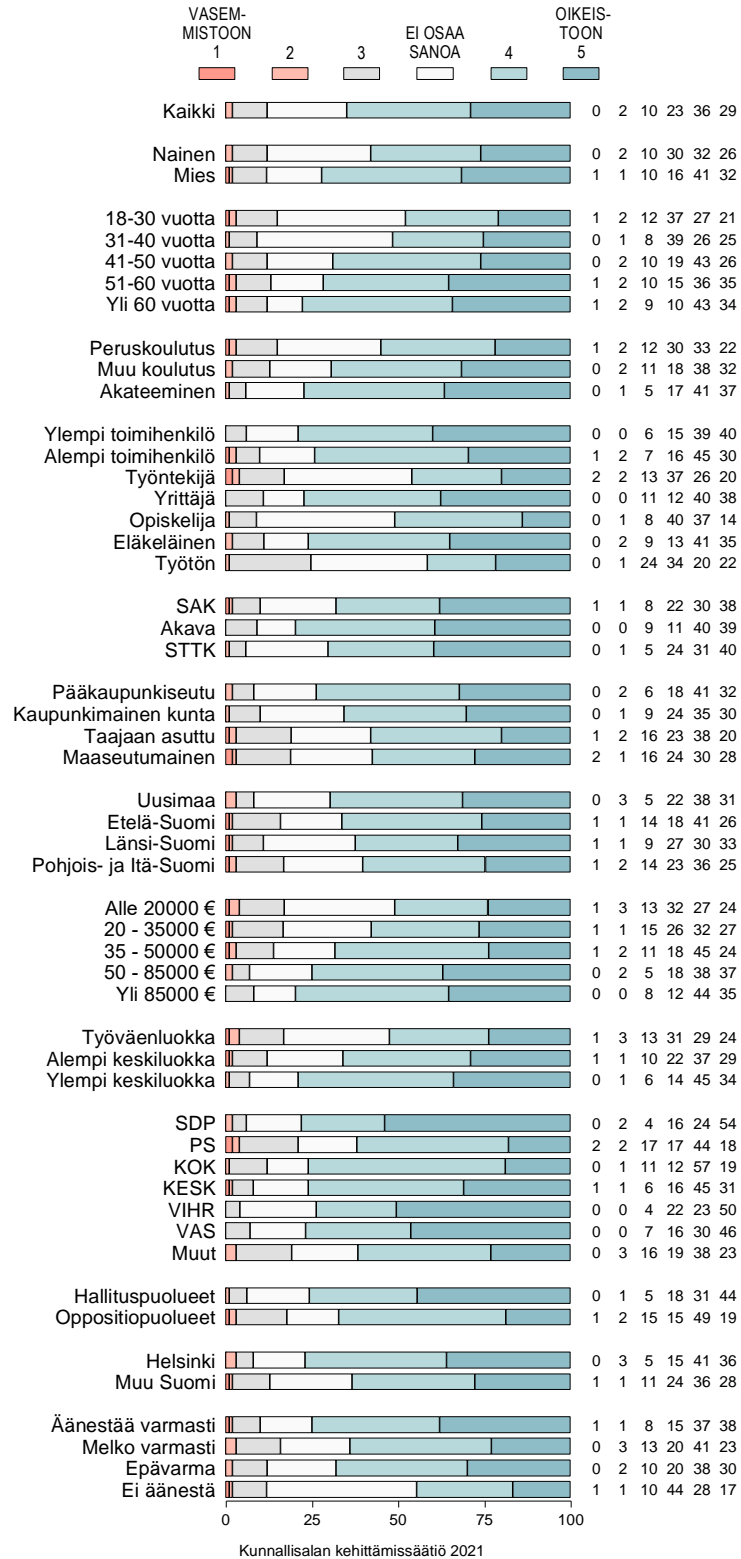 VASEM-
MISTOON
EI OSAA
SANOA
OIKEIS-
TOON
1 2 3 4 5
Kaikki 0 2 10 23 36 29
Nainen 0 2 10 30 32 26
Mies 1 1 10 16 41 32
18-30 vuotta 1 2 12 37 27 21
31-40 vuotta 0 1 8 39 26 25
41-50 vuotta 0 2 10 19 43 26
51-60 vuotta 1 2 10 15 36 35
Yli 60 vuotta 1 2 9 10 43 34
Peruskoulutus 1 2 12 30 33 22
Muu koulutus 0 2 11 18 38 32
Akateeminen 0 1 5 17 41 37
Ylempi toimihenkilö 0 0 6 15 39 40
Alempi toimihenkilö 1 2 7 16 45 30
Työntekijä 2 2 13 37 26 20
Yrittäjä 0 0 11 12 40 38
Opiskelija 0 1 8 40 37 14
Eläkeläinen 0 2 9 13 41 35
Työtön 0 1 24 34 20 22
SAK 1 1 8 22 30 38
Akava 0 0 9 11 40 39
STTK 0 1 5 24 31 40
Pääkaupunkiseutu 0 2 6 18 41 32
Kaupunkimainen kunta 0 1 9 24 35 30
Taajaan asuttu 1 2 16 23 38 20
Maaseutumainen 2 1 16 24 30 28
Uusimaa 0 3 5 22 38 31
Etelä-Suomi 1 1 14 18 41 26
Länsi-Suomi 1 1 9 27 30 33
Pohjois- ja Itä-Suomi 1 2 14 23 36 25
Alle 20000 € 1 3 13 32 27 24
20 - 35000 € 1 1 15 26 32 27
35 - 50000 € 1 2 11 18 45 24
50 - 85000 € 0 2 5 18 38 37
Yli 85000 € 0 0 8 12 44 35
Työväenluokka 1 3 13 31 29 24
Alempi keskiluokka 1 1 10 22 37 29
Ylempi keskiluokka 0 1 6 14 45 34
SDP 0 2 4 16 24 54
PS 2 2 17 17 44 18
KOK 0 1 11 12 57 19
KESK 1 1 6 16 45 31
VIHR 0 0 4 22 23 50
VAS 0 0 7 16 30 46
Muut 0 3 16 19 38 23
Hallituspuolueet 0 1 5 18 31 44
Oppositiopuolueet 1 2 15 15 49 19
Helsinki 0 3 5 15 41 36
Muu Suomi 1 1 11 24 36 28
Äänestää varmasti 1 1 8 15 37 38
Melko varmasti 0 3 13 20 41 23
Epävarma 0 2 10 20 38 30
Ei äänestä 1 1 10 44 28 17
0 25 50 75 100
Kunnallisalan kehittämissäätiö 2021